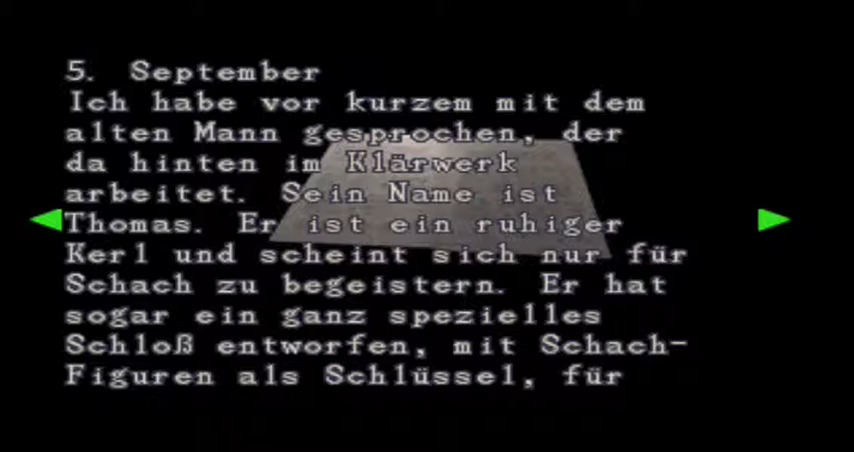 5. September
Ich habe vor kurzem mit dem
alten Mann gesprochen, der
da hinten im Klärwerk
arbeitet. Sein Name ist
Thomas. Er ist ein ruhiger
Kerl und scheint sich nur für
Schach zu begeistern. Er hat
sogar ein ganz spezielles
Schloß entworfen, mit Schach-
Figuren als Schlüssel, für